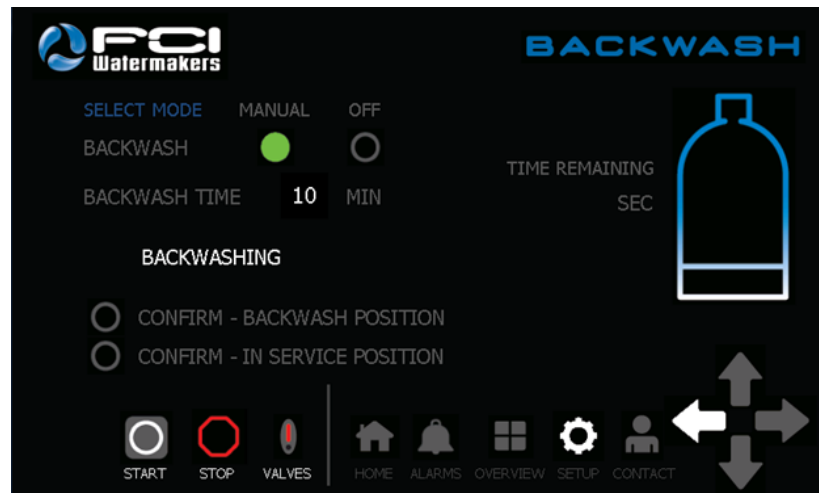 FCI
Watermakers
BACKWASH
SELECT MODE MANUAL OFF
BACKWASH
BACKWASH TIME 10 MIN
TIME REMAINING
SEC
BACKWASHING
CONFIRM - BACKWASH POSITION
CONFIRM - IN SERVICE POSITION
START STOP VALVES HOME ALARMS OVERVIEW SETUP CONTACT